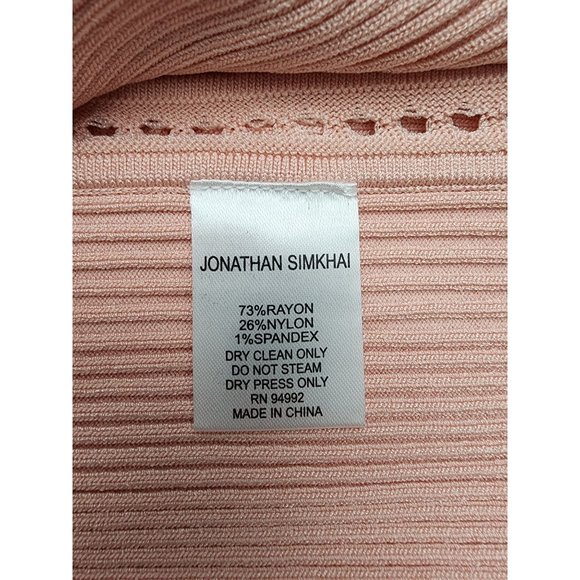 JONATHAN SIMKHAI
73%RAYON
26%NYLON
1%SPANDEX
DRY CLEAN ONLY
DO NOT STEAM
DRY PRESS ONLY
RN 94992
MADE IN CHINA